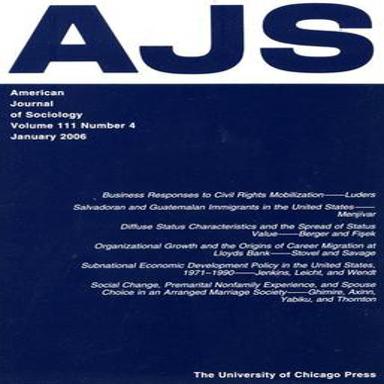 AJS
American
Journal
of Sociology
Volume 111 Number 4
January 2006
Business Responses to Civil Rights Mobilization——Luders
Salvadoran and Guatemalan Immigrants in the United States——
Menjívar
Diffuse Status Characteristics and the Spread of Status
Value——Berger and Fişek
Organizational Growth and the Origins of Career Migration at
Lloyds Bank——Stovel and Savage
Subnational Economic Development Policy in the United States,
1971–1990——Jenkins, Leicht, and Wendt
Social Change, Premarital Nonfamily Experience, and Spouse
Choice in an Arranged Marriage Society——Ghimire, Axinn,
Yabiku, and Thornton
The University of Chicago Press